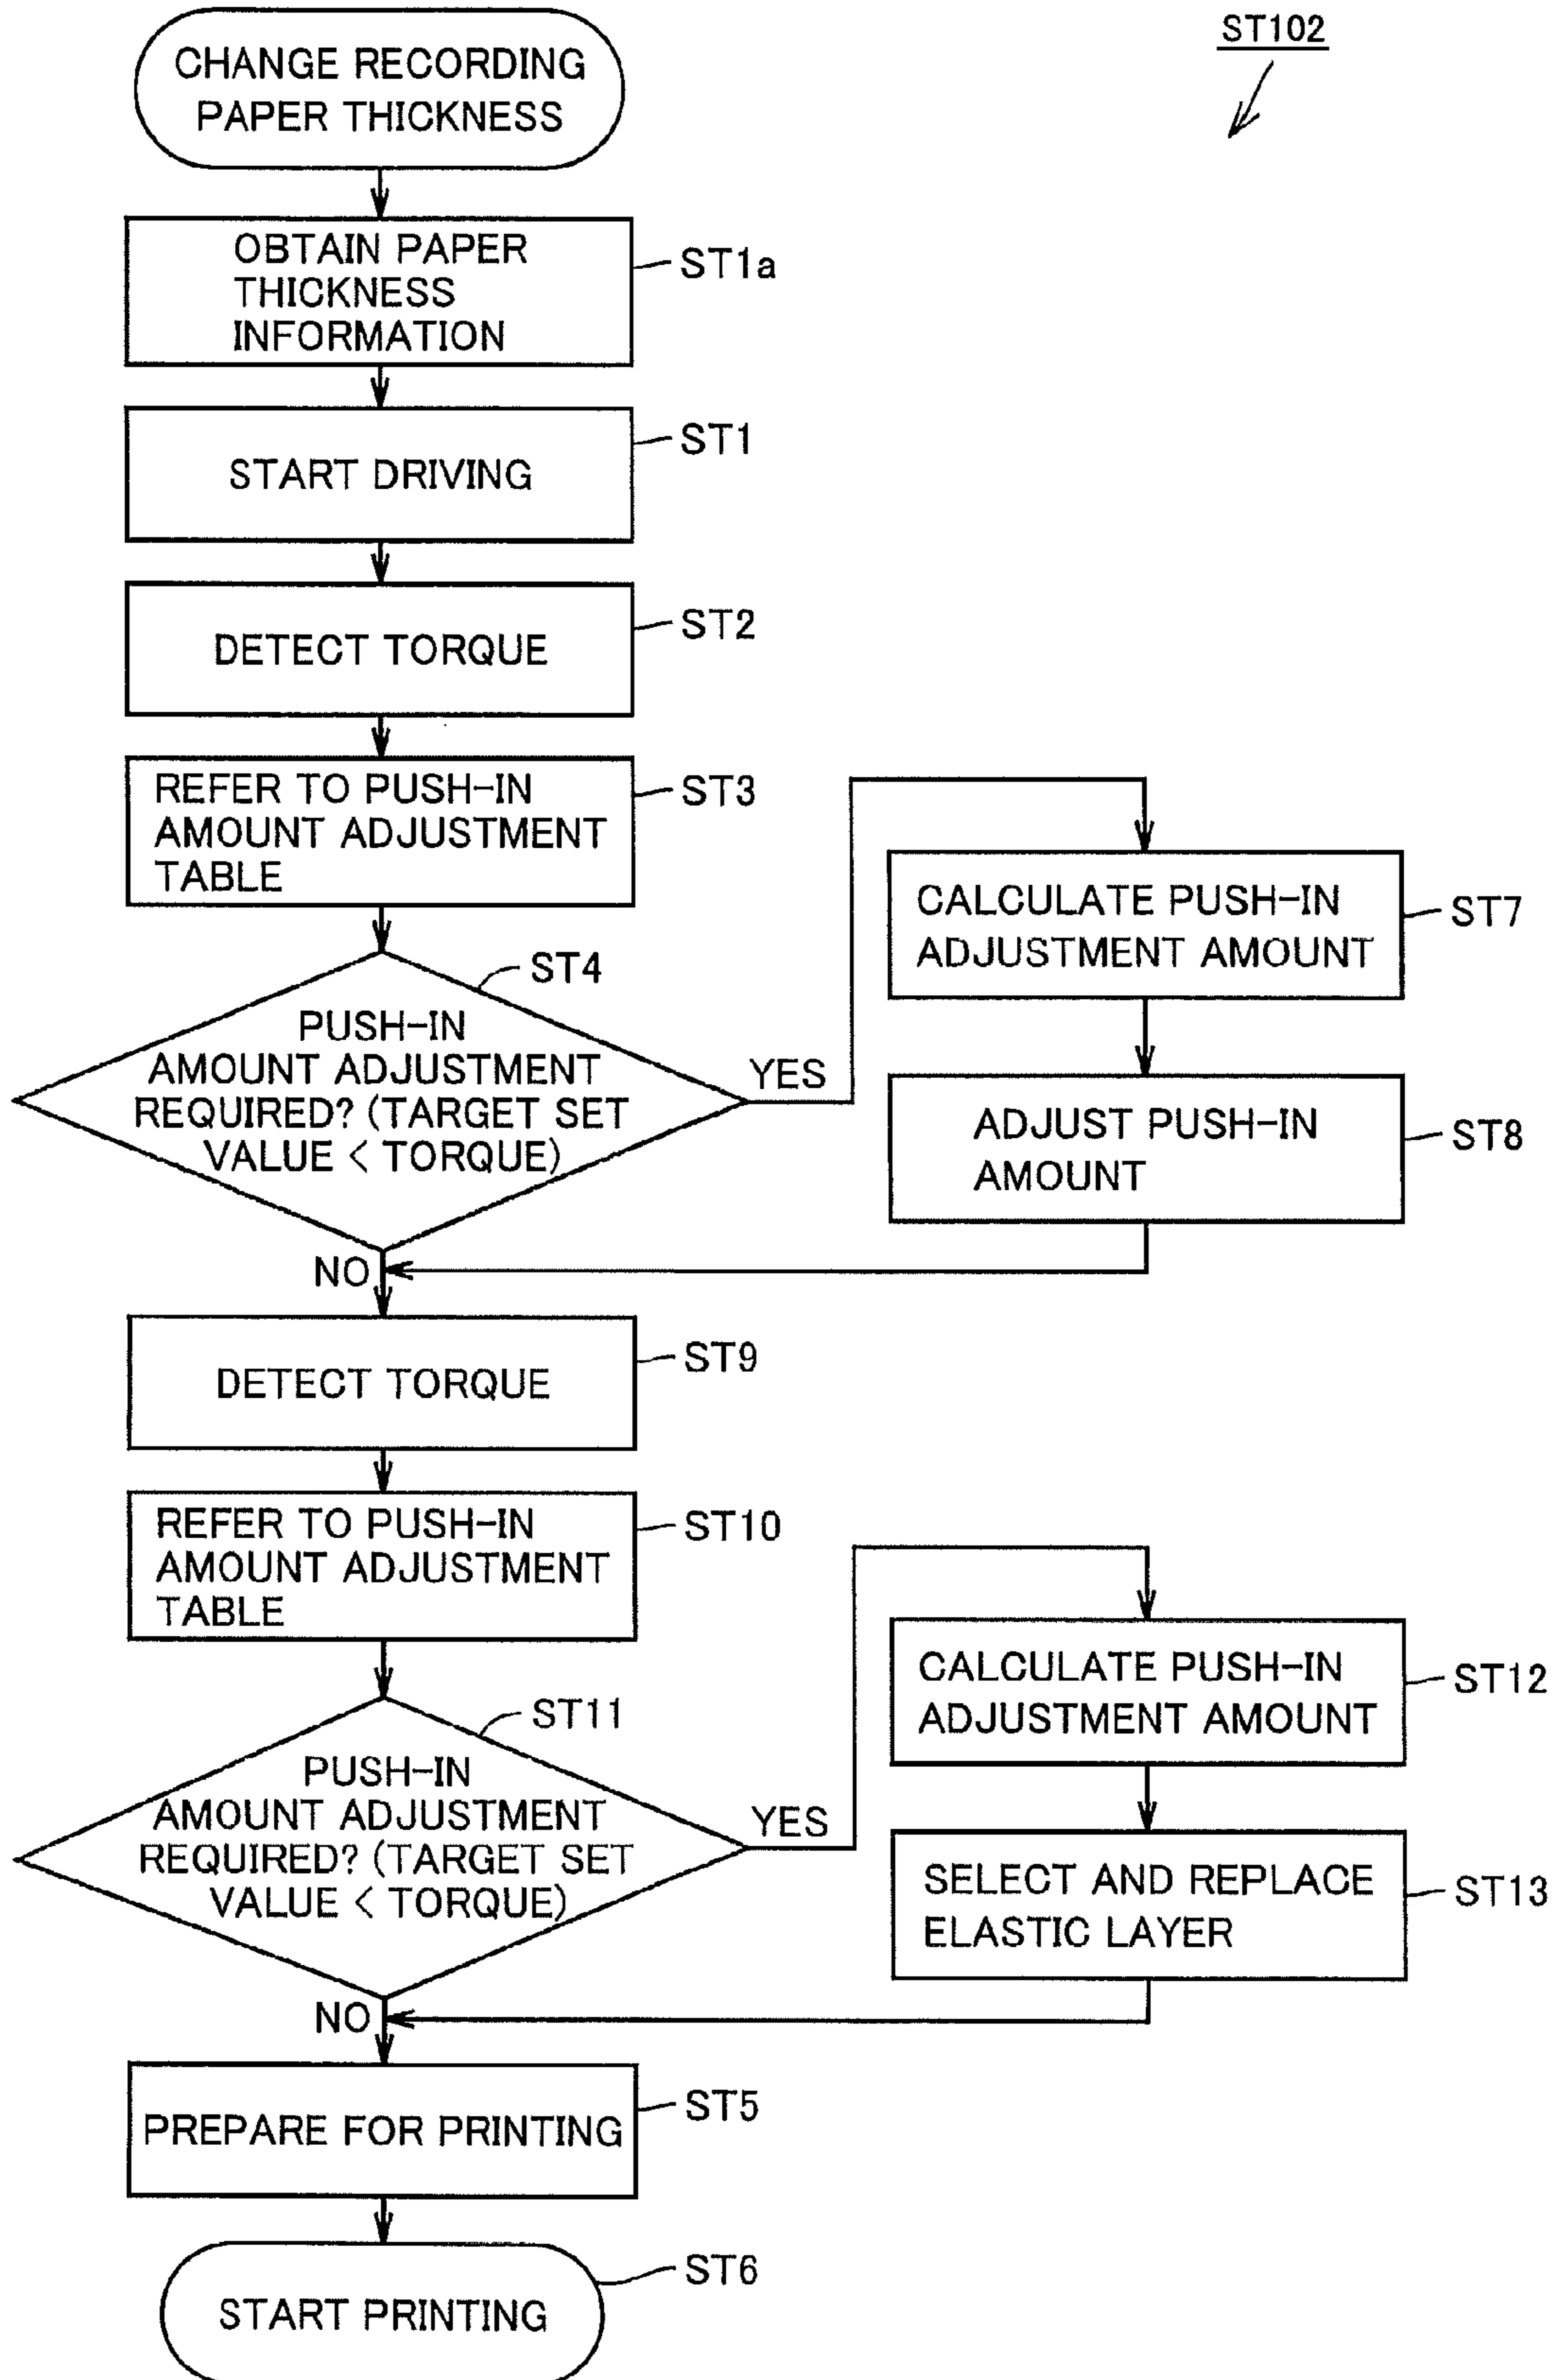 ST102
CHANGE RECORDING
PAPER THICKNESS
OBTAIN PAPER
THICKNESS
INFORMATION
ST1a
START DRIVING
ST1
DETECT TORQUE
ST2
REFER TO PUSH-IN
AMOUNT ADJUSTMENT
TABLE
ST3
ST4
PUSH-IN
AMOUNT ADJUSTMENT
REQUIRED? (TARGET SET
VALUE < TORQUE)
YES
NO
CALCULATE PUSH-IN
ADJUSTMENT AMOUNT
ST7
ADJUST PUSH-IN
AMOUNT
ST8
DETECT TORQUE
ST9
REFER TO PUSH-IN
AMOUNT ADJUSTMENT
TABLE
ST10
ST11
PUSH-IN
AMOUNT ADJUSTMENT
REQUIRED? (TARGET SET
VALUE < TORQUE)
YES
NO
CALCULATE PUSH-IN
ADJUSTMENT AMOUNT
ST12
SELECT AND REPLACE
ELASTIC LAYER
ST13
PREPARE FOR PRINTING
ST5
START PRINTING
ST6